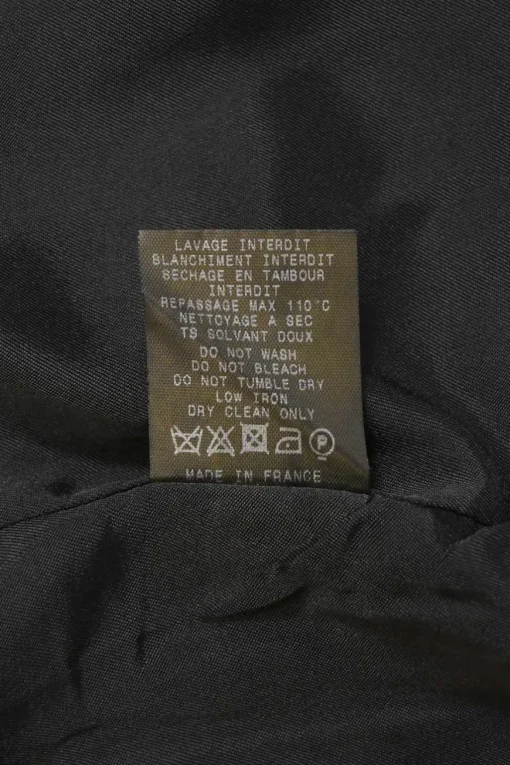 LAVAGE INTERDIT
BLANCHIMENT INTERDIT
SECHAGE EN TAMBOUR
INTERDIT
REPASSAGE MAX 110°C
NETTOYAGE A SEC
TS SOLVANT DOUX
DO NOT WASH
DO NOT BLEACH
DO NOT TUMBLE DRY
LOW IRON
DRY CLEAN ONLY
P
MADE IN FRANCE